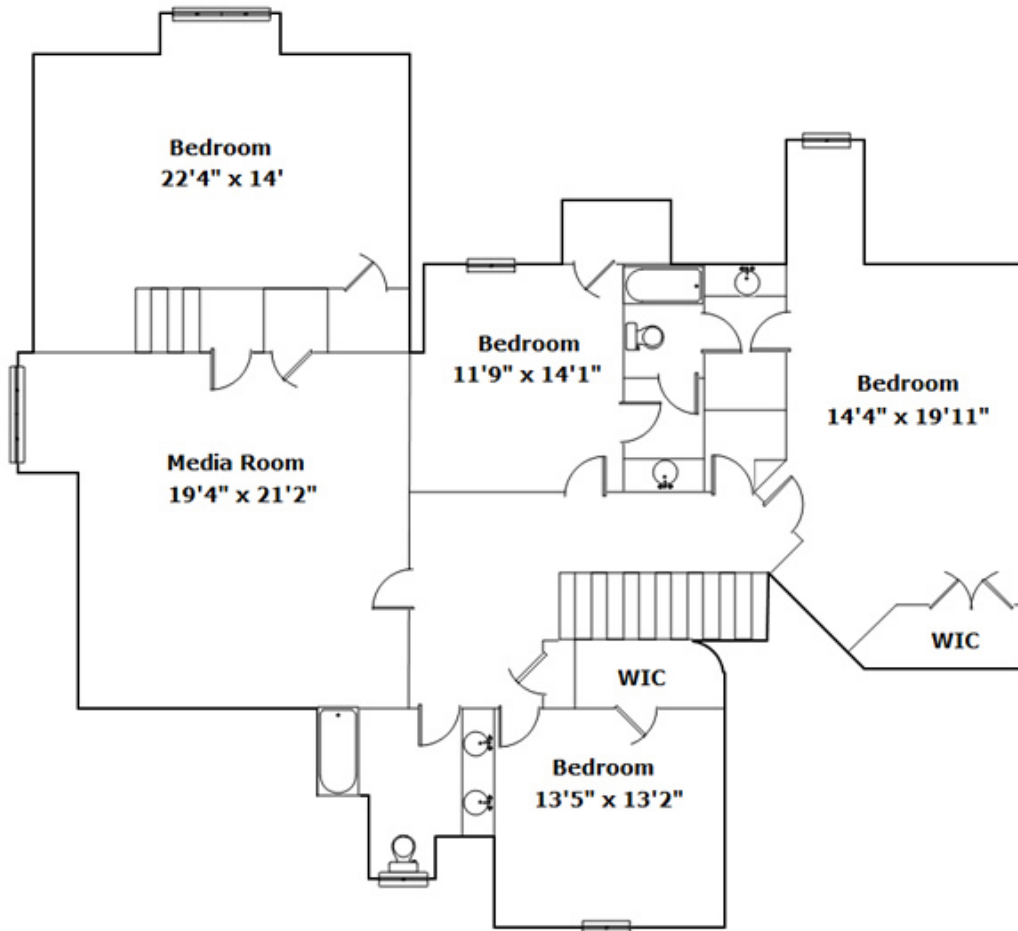 Bedroom
22'4" x 14'
Bedroom
11'9" x 14'1"
Bedroom
14'4" x 19'11"
Media Room
19'4" x 21'2"
WIC
WIC
Bedroom
13'5" x 13'2"